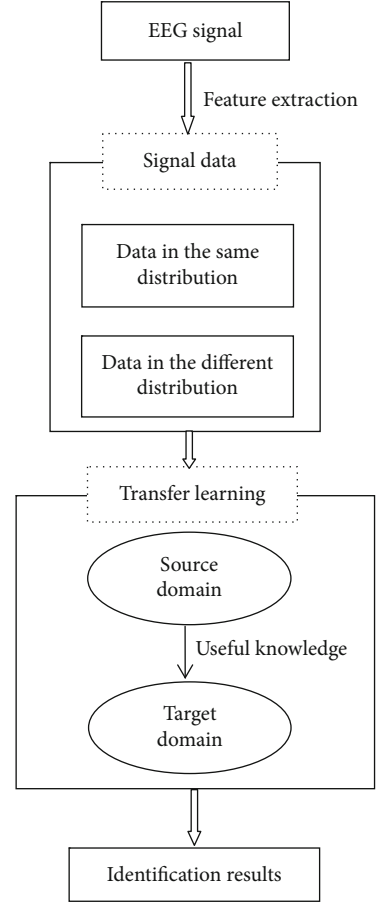 EEG signal
Feature extraction
Signal data
Data in the same
distribution
Data in the different
distribution
Transfer learning
Source
domain
Useful knowledge
Target
domain
Identification results